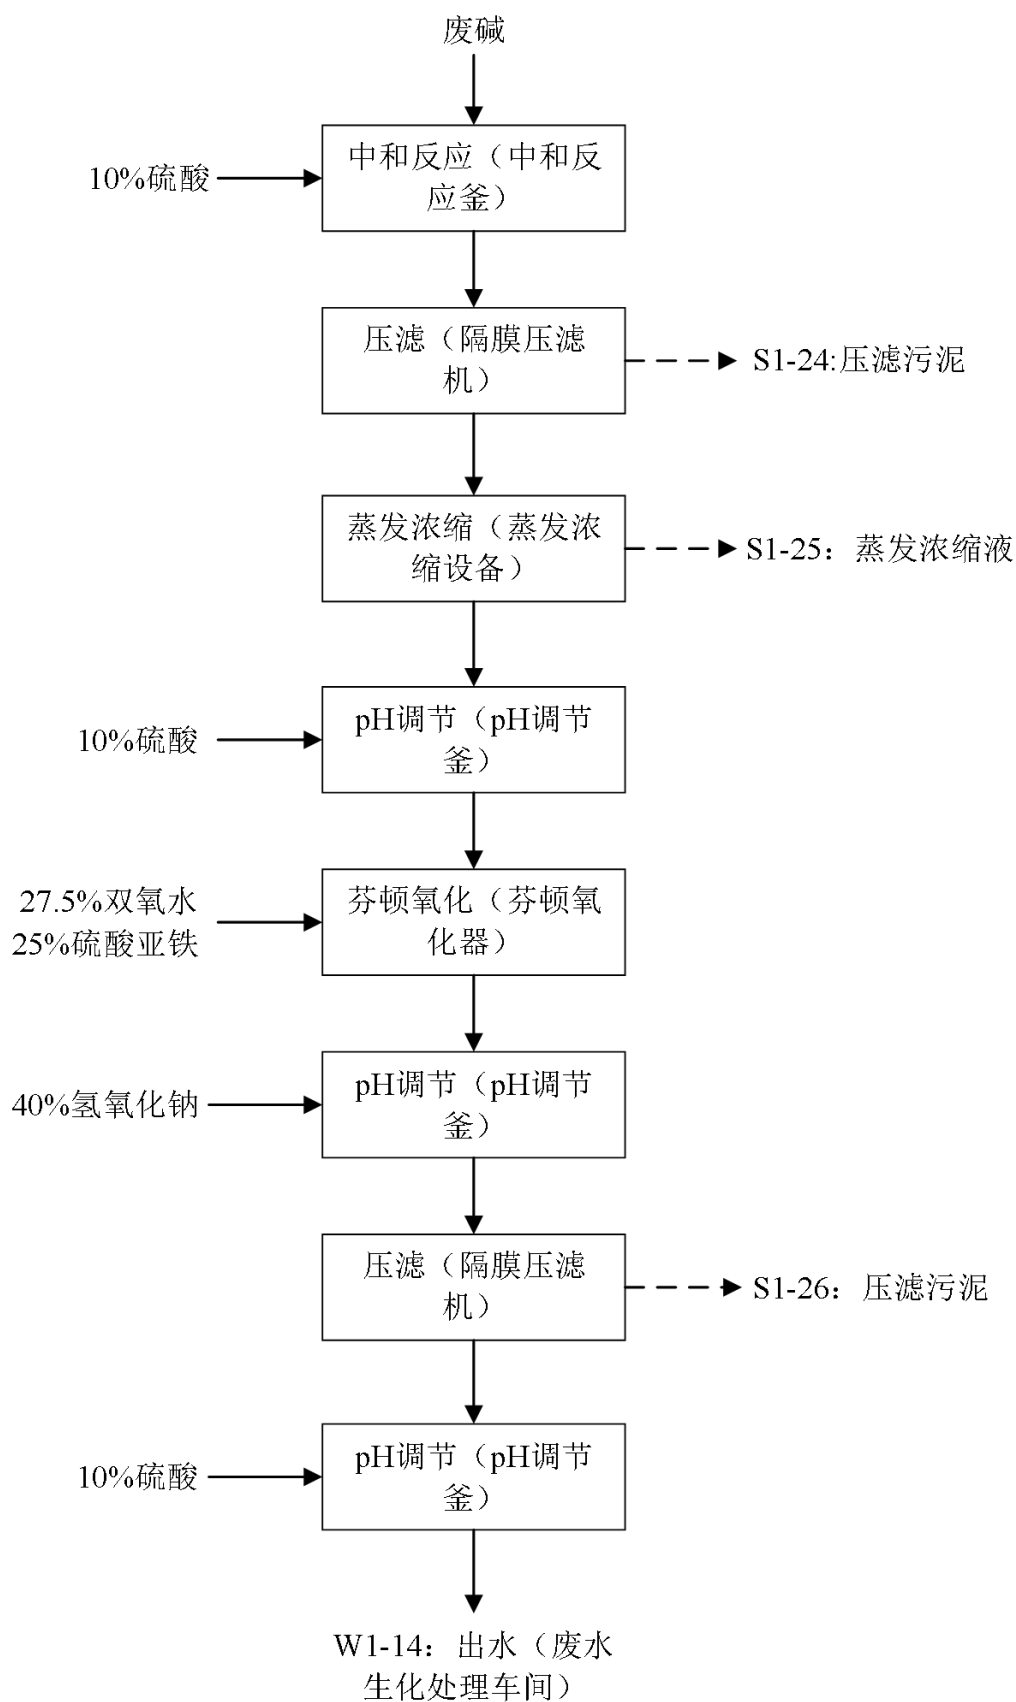 废碱
10%硫酸
中和反应（中和反
应釜）
压滤（隔膜压滤
机）
S1-24:压滤污泥
蒸发浓缩（蒸发浓
缩设备）
S1-25：蒸发浓缩液
10%硫酸
pH调节（pH调节
釜）
27.5%双氧水
25%硫酸亚铁
芬顿氧化（芬顿氧
化器）
40%氢氧化钠
pH调节（pH调节
釜）
压滤（隔膜压滤
机）
S1-26：压滤污泥
10%硫酸
pH调节（pH调节
釜）
W1-14：出水（废水
生化处理车间）